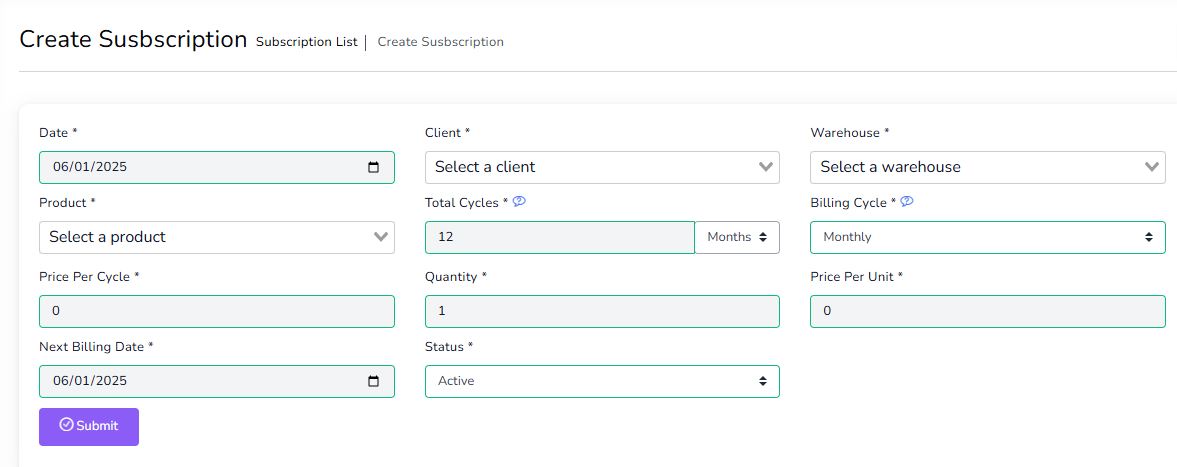 Create Susbscription Subscription List | Create Susbscription
Date * Client * Warehouse *
06/01/2025 Select a client Select a warehouse
Product * Total Cycles * Billing Cycle *
Select a product 12 Months Monthly
Price Per Cycle * Quantity * Price Per Unit *
0 1 0
Next Billing Date * Status *
06/01/2025 Active
Submit